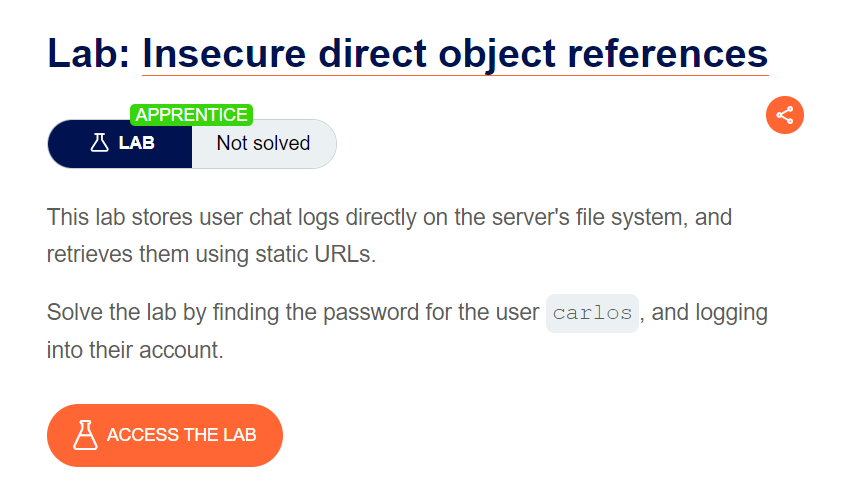 Lab: Insecure direct object references
APPRENTICE
LAB Not solved
This lab stores user chat logs directly on the server's file system, and
retrieves them using static URLs.
Solve the lab by finding the password for the user carlos, and logging
into their account.
ACCESS THE LAB